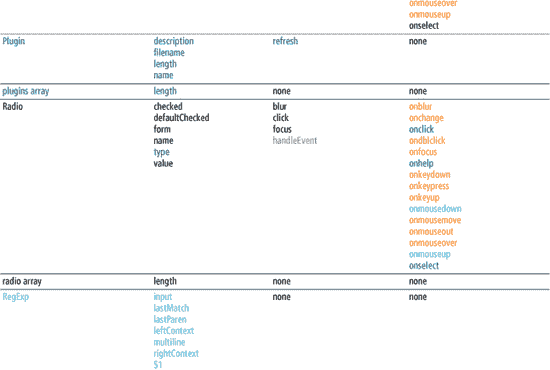 onmouseover
onmouseup
onselect
Plugin description refresh none
filename
length
name
plugins array length none none
Radio checked blur onblur
defaultChecked click onchange
form focus onclick
name handleEvent ondblclick
type onfocus
value onhelp
onkeydown
onkeypress
onkeyup
onmousedown
onmousemove
onmouseout
onmouseover
onmouseup
onselect
radio array length none none
RegExp input none none
lastMatch
lastParen
leftContext
multiline
rightContext
$1